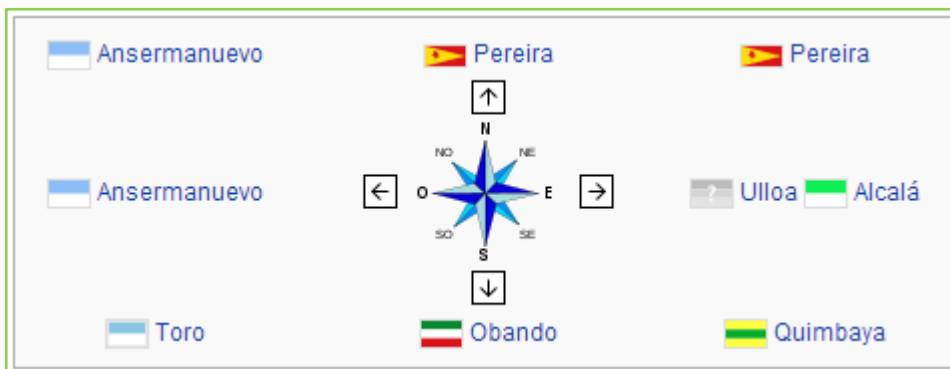 Ansermanuevo Pereira Pereira
N
NO NE
Ansermanuevo O E ? Ulloa Alcalá
SO SE
S
Toro Obando Quimbaya